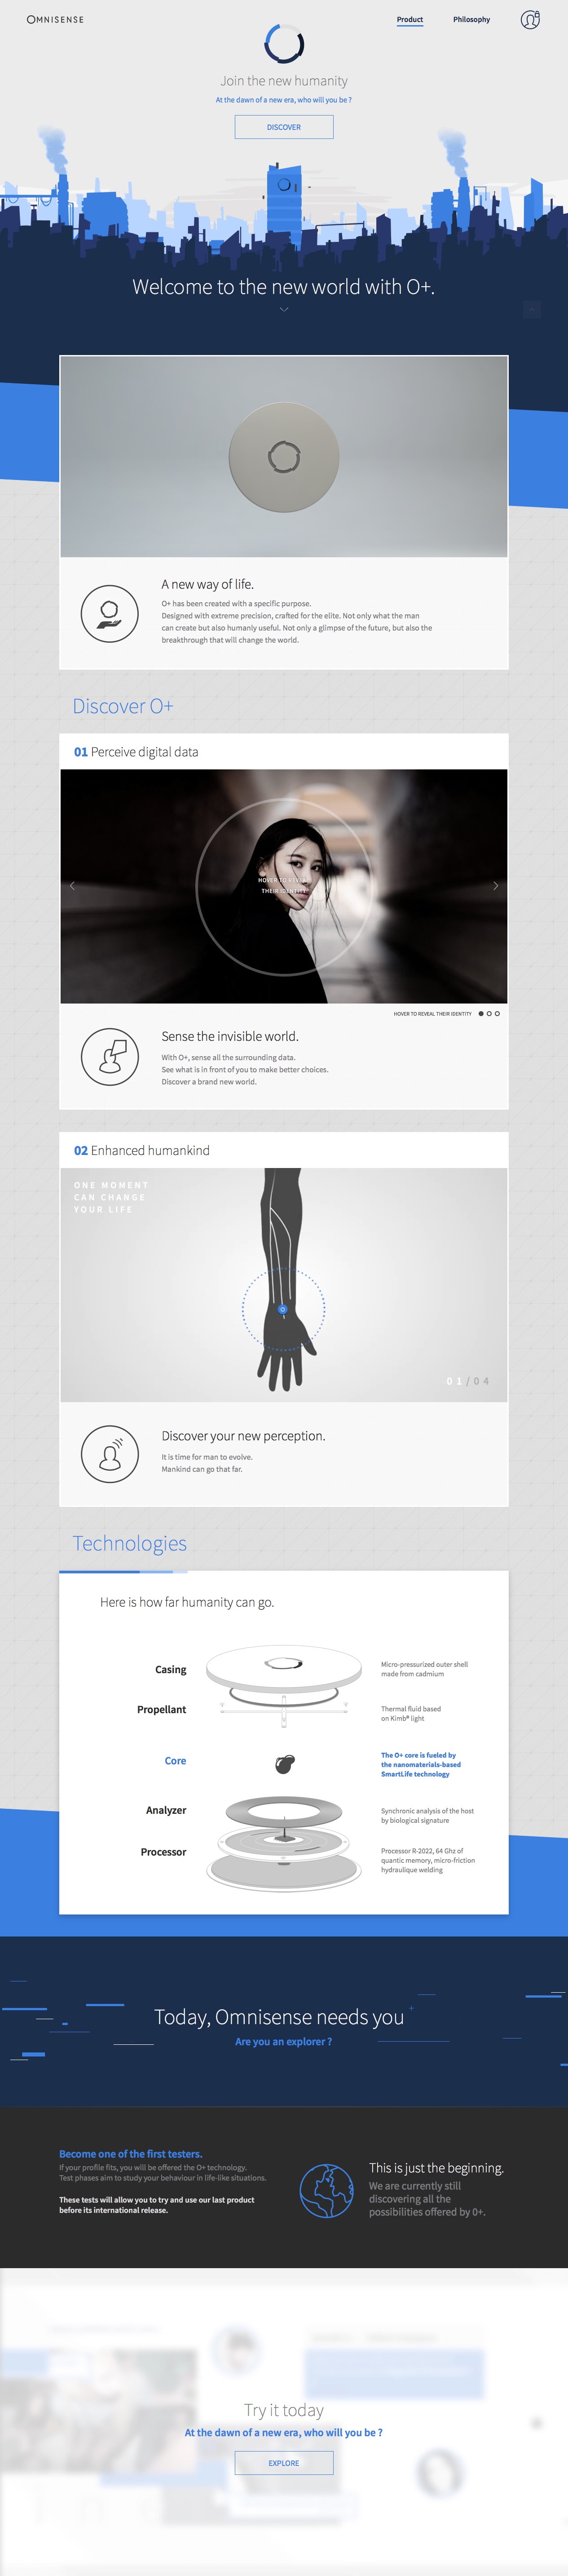 OMNISENSE
Product
Philosophy
Join the new humanity
At the dawn of a new era, who will you be ?
DISCOVER
Welcome to the new world with O+.
A new way of life.
O+ has been created with a specific purpose.
Designed with extreme precision, crafted for the elite. Not only what the man
can create but also humanly useful. Not only a glimpse of the future, but also the
breakthrough that will change the world.
Discover O+
01 Perceive digital data
HOVER TO REVEAL
THEIR IDENTITY
HOVER TO REVEAL THEIR IDENTITY
Sense the invisible world.
With O+, sense all the surrounding data.
See what is in front of you to make better choices.
Discover a brand new world.
02 Enhanced humankind
ONE MOMENT
CAN CHANGE
YOUR LIFE
01/04
Discover your new perception.
It is time for man to evolve.
Mankind can go that far.
Technologies
Here is how far humanity can go.
Casing
Micro-pressurized outer shell
made from cadmium
Propellant
Thermal fluid based
on Kimb® light
Core
The O+ core is fueled by
the nanomaterials-based
SmartLife technology
Analyzer
Synchronic analysis of the host
by biological signature
Processor
Processor R-2022, 64 Ghz of
quantic memory, micro-friction
hydraulique welding
Today, Omnisense needs you
Are you an explorer ?
Become one of the first testers.
If your profile fits, you will be offered the O+ technology.
Test phases aim to study your behaviour in life-like situations.
These tests will allow you to try and use our last product
before its international release.
This is just the beginning.
We are currently still
discovering all the
possibilities offered by 0+.
Try it today
At the dawn of a new era, who will you be ?
EXPLORE